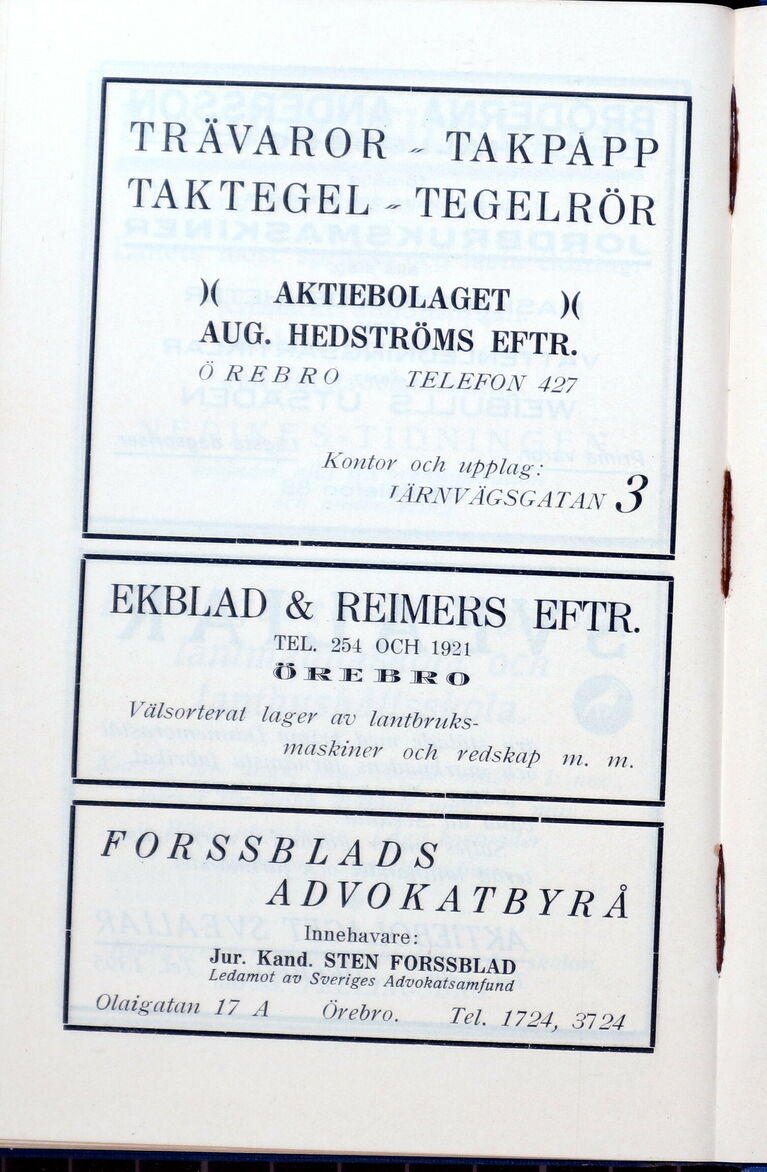 TRÄVAROR - TAKPAPP
TAKTEGEL - TEGELRÖR
)( AKTIEBOLAGET )(
AUG. HEDSTRÖMS EFTR.
ÖREBRO TELEFON 427
Kontor och upplag:
JÄRNVÄGSGATAN 3
EKBLAD & REIMERS EFTR.
TEL. 254 OCH 1921
ÖREBRO
Välsorterat lager av lantbruks-
maskiner och redskap m. m.
FORSSBLADS
ADVOKATBYRÅ
Innehavare:
Jur. Kand. STEN FORSSBLAD
Ledamot av Sveriges Advokatsamfund
Olaigatan 17 A Örebro. Tel. 1724, 3724